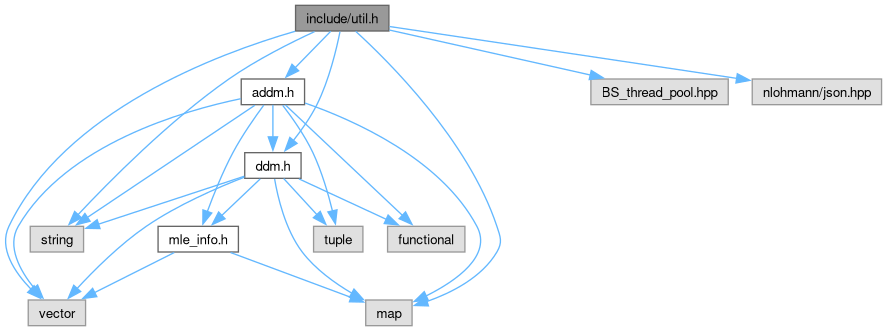 include/util.h
addm.h
BS_thread_pool.hpp
nlohmann/json.hpp
ddm.h
string
mle_info.h
tuple
functional
vector
map